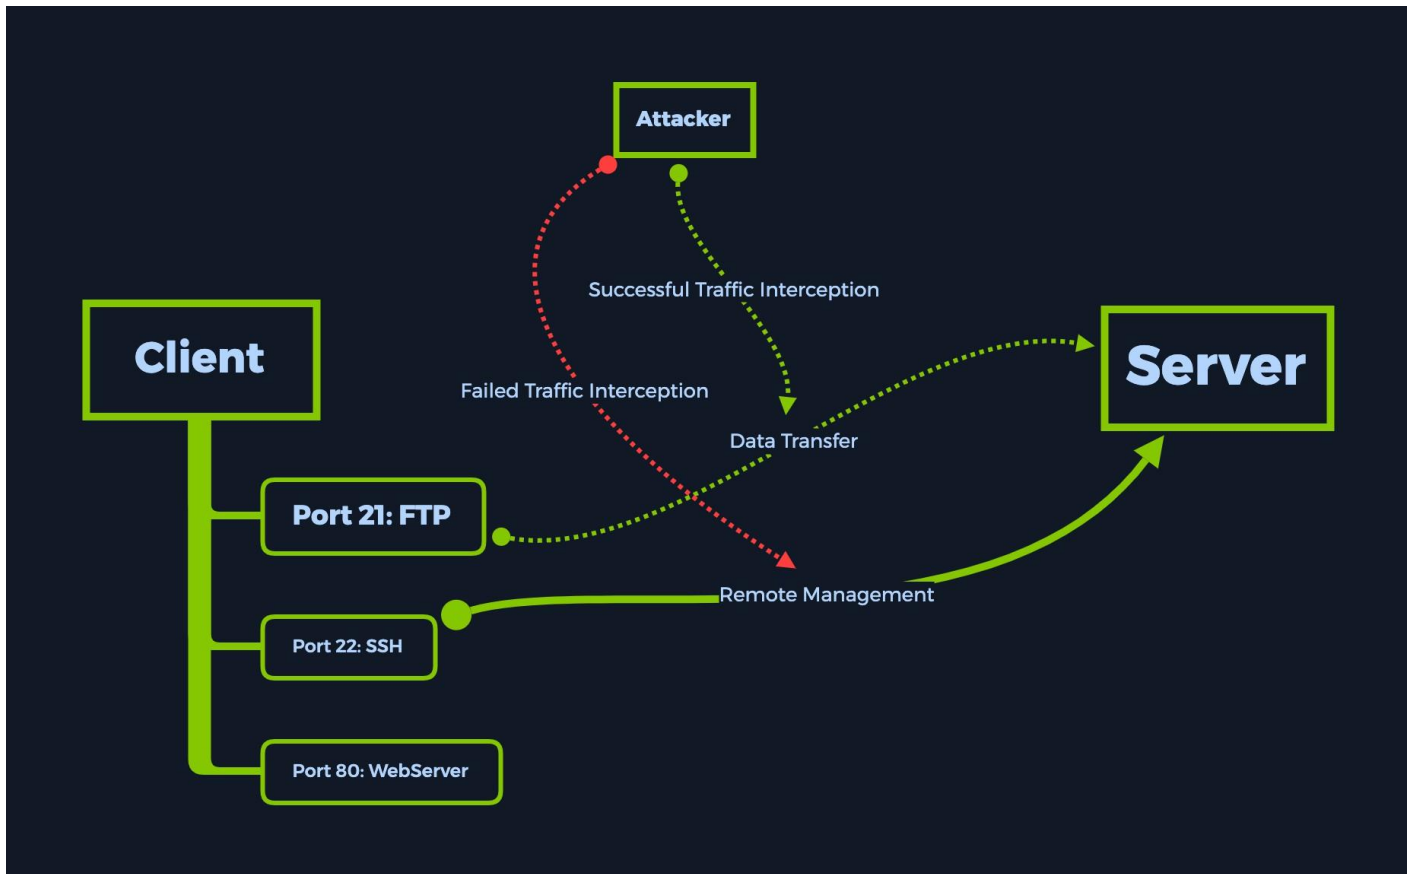 Attacker
Successful Traffic Interception
Client
Server
Failed Traffic Interception
Data Transfer
Port 21: FTP
Remote Management
Port 22: SSH
Port 80: WebServer